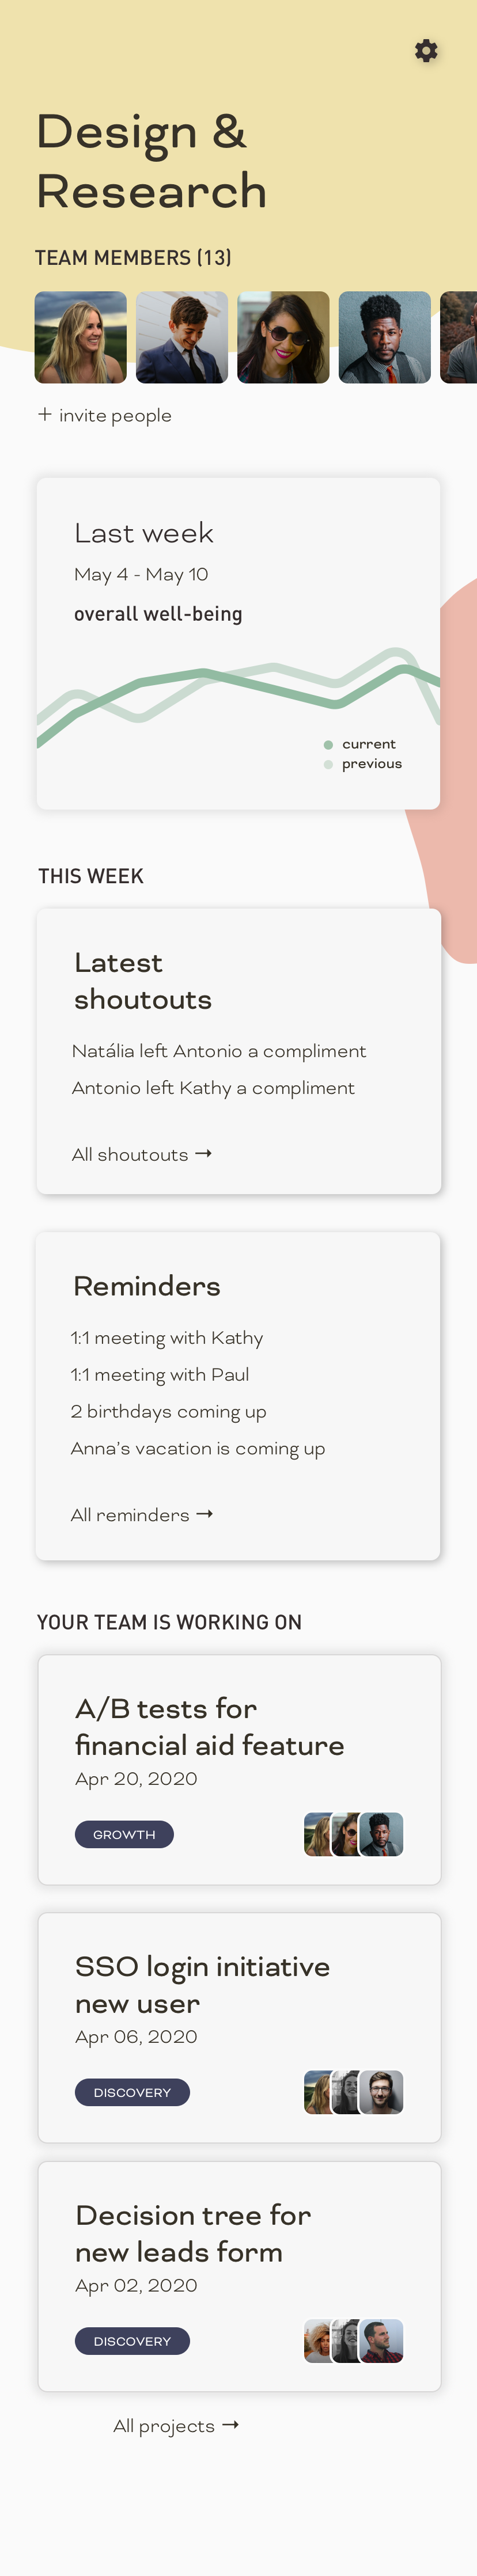 Design &
Research
TEAM MEMBERS (13)
+ invite people
Last week
May 4 - May 10
overall well-being
current
previous
THIS WEEK
Latest
shoutouts
Natália left Antonio a compliment
Antonio left Kathy a compliment
All shoutouts →
Reminders
1:1 meeting with Kathy
1:1 meeting with Paul
2 birthdays coming up
Anna's vacation is coming up
All reminders →
YOUR TEAM IS WORKING ON
A/B tests for
financial aid feature
Apr 20, 2020
GROWTH
SSO login initiative
new user
Apr 06, 2020
DISCOVERY
Decision tree for
new leads form
Apr 02, 2020
DISCOVERY
All projects →